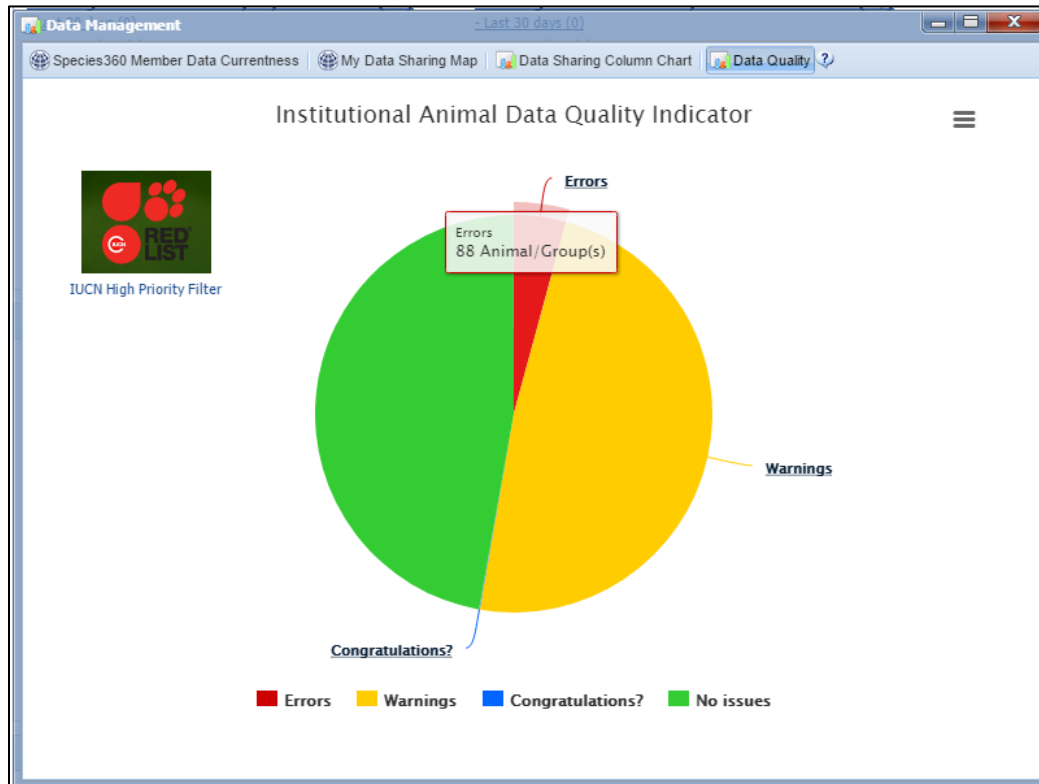 Data Management
- Last 30 days (0)
Species360 Member Data Currentness
My Data Sharing Map
Data Sharing Column Chart
Data Quality
Institutional Animal Data Quality Indicator
IUCN
RED
LIST
IUCN High Priority Filter
Errors
Errors
88 Animal/Group(s)
Warnings
Congratulations?
Errors
Warnings
Congratulations?
No issues